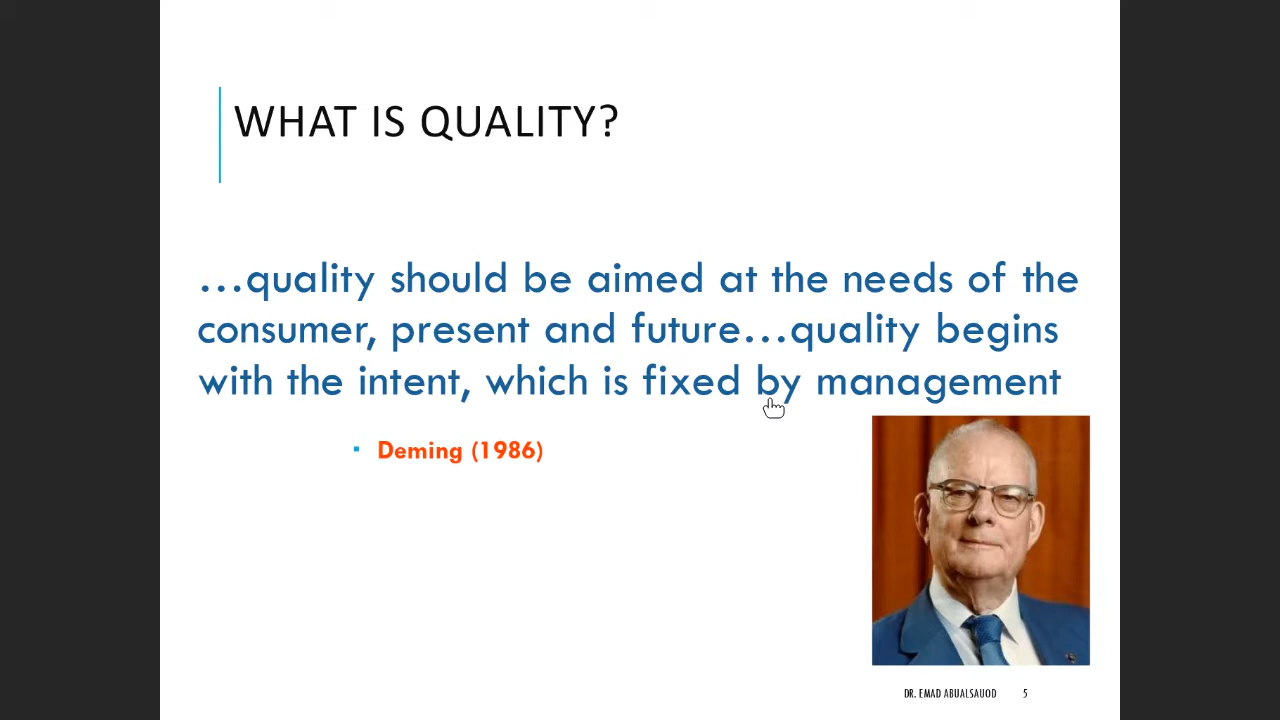 WHAT IS QUALITY?
…quality should be aimed at the needs of the
consumer, present and future…quality begins
with the intent, which is fixed by management
▪ Deming (1986)
DR. EMAD ABUALSAUOD 5